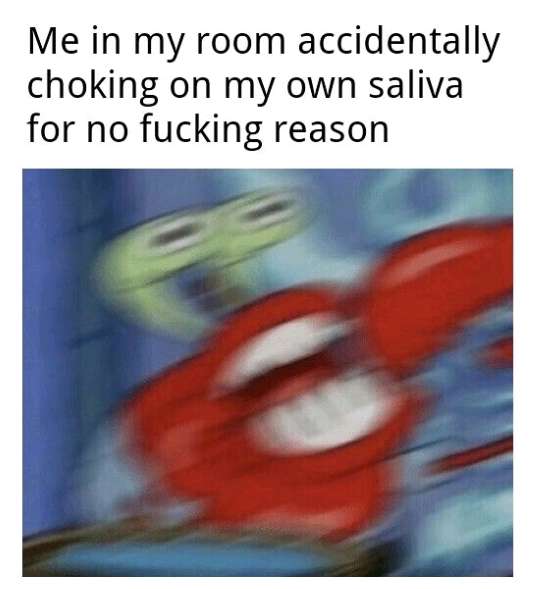 Me in my room accidentally
choking on my own saliva
for no fucking reason